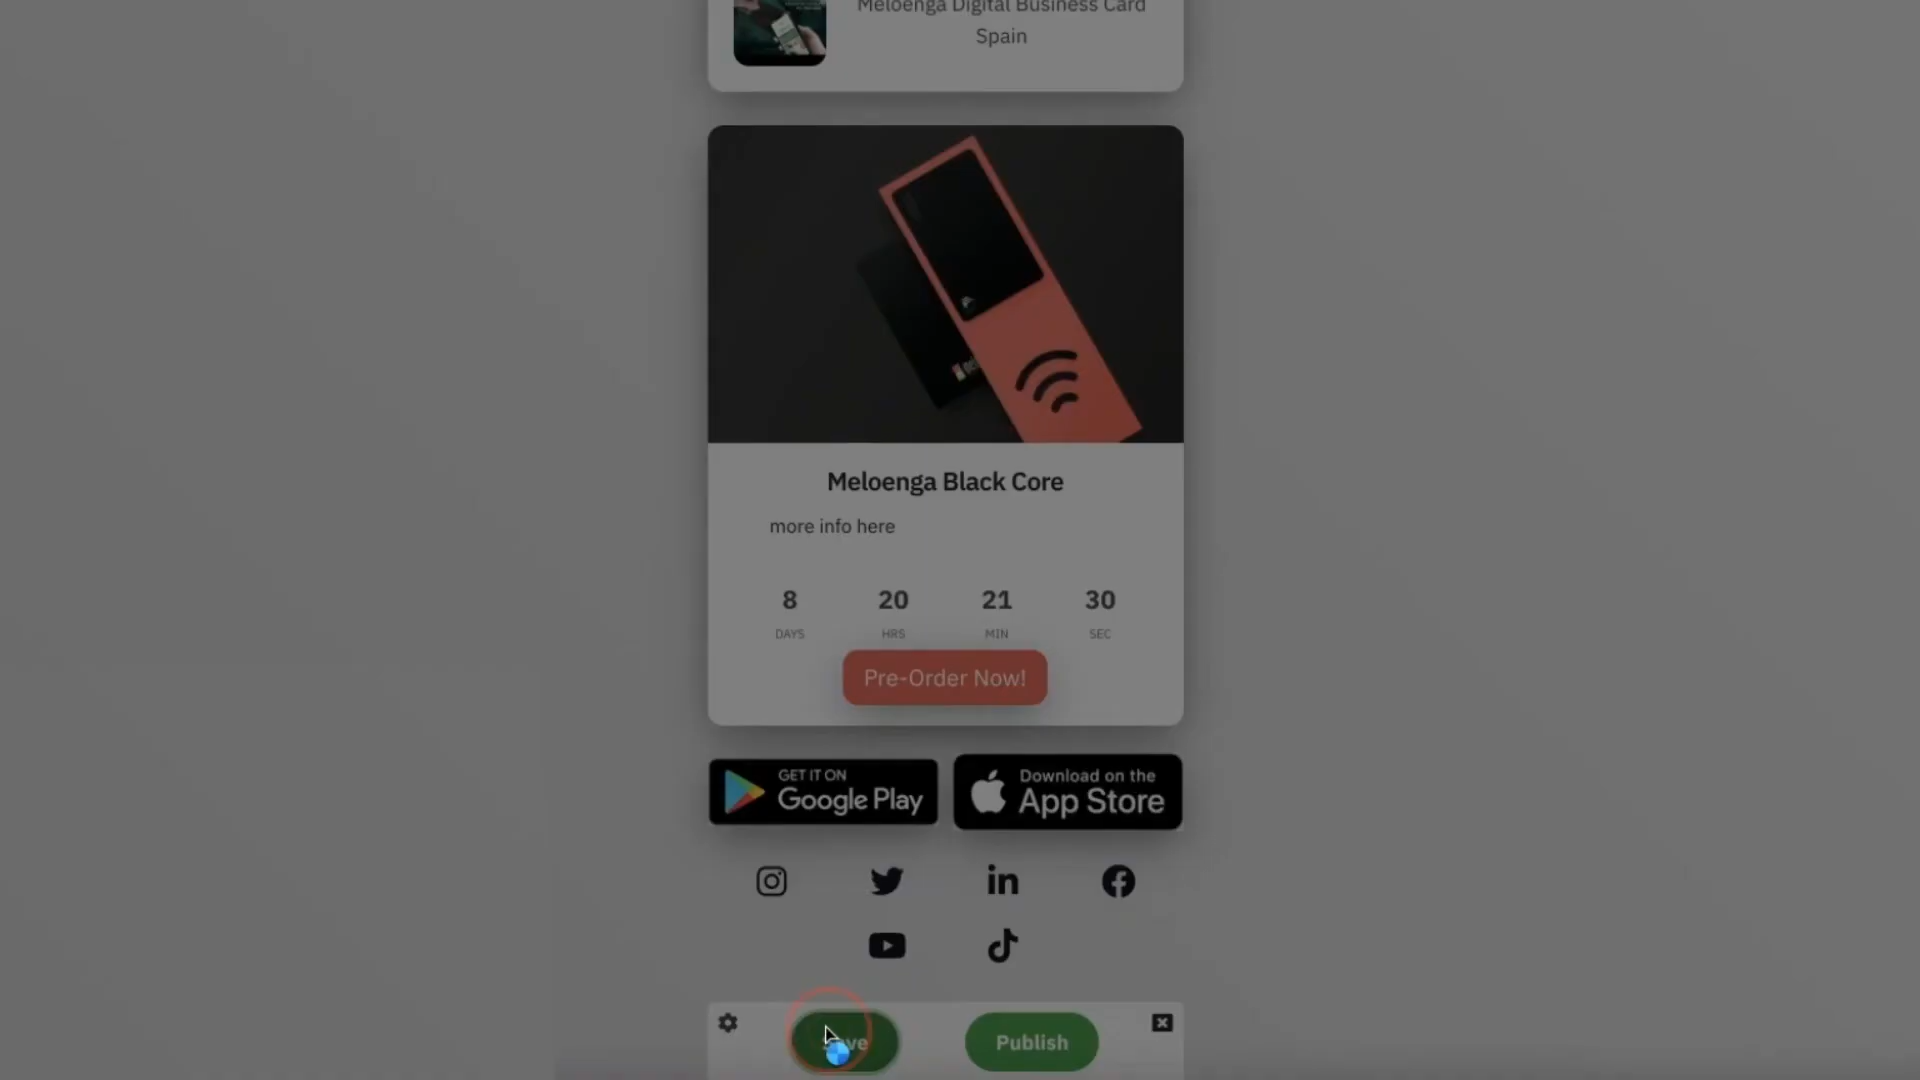 Meloenga Digital Business Card
Spain
Meloenga Black Core
more info here
8 20 21 30
DAYS HRS MIN SEC
Pre-Order Now!
GET IT ON
Google Play
Download on the
App Store
Save Publish